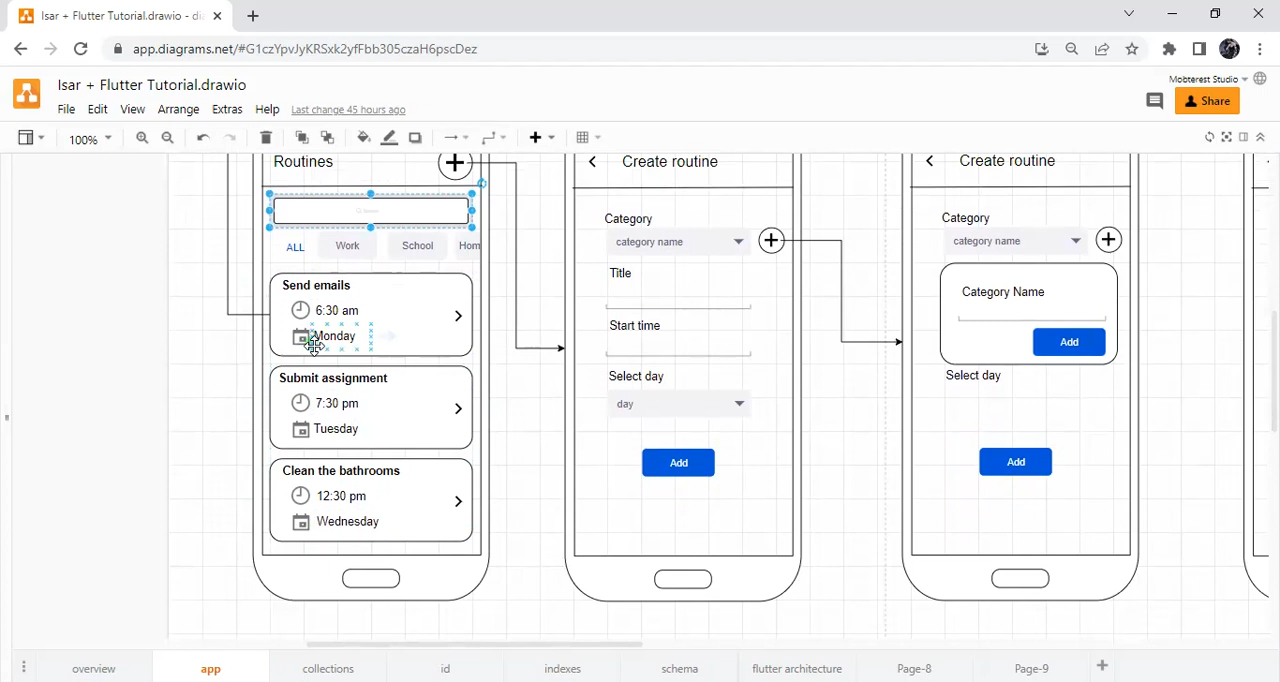 Isar + Flutter Tutorial.drawio - di
app.diagrams.net/#G1czYpvJyKRSxk2yfFbb305czaH6pscDez
Isar + Flutter Tutorial.drawio
Mobterest Studio
File Edit View Arrange Extras Help Last change 45 hours ago
Share
100%
Routines
ALL Work School Hom
Send emails
6:30 am
Monday
Submit assignment
7:30 pm
Tuesday
Clean the bathrooms
12:30 pm
Wednesday
Create routine
Category
category name
Title
Start time
Select day
day
Add
Create routine
Category
category name
Category Name
Add
Select day
Add
overview app collections id indexes schema flutter architecture Page-8 Page-9